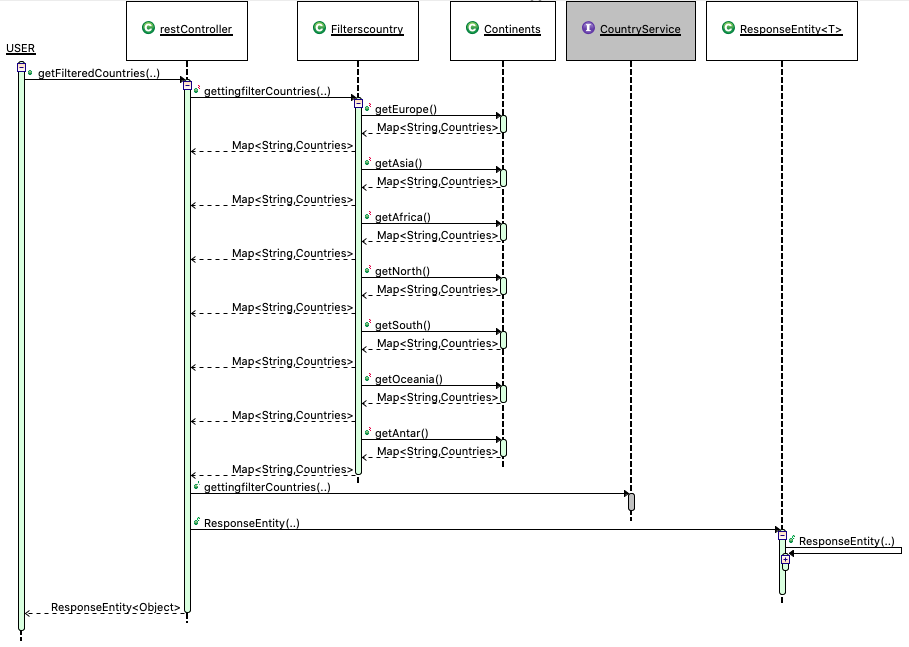 restController
Filterscountry
Continents
CountryService
ResponseEntity<T>
USER
getFilteredCountries(..)
gettingfilterCountries(..)
getEurope()
Map<String,Countries>
Map<String,Countries>
getAsia()
Map<String,Countries>
Map<String,Countries>
getAfrica()
Map<String,Countries>
Map<String,Countries>
getNorth()
Map<String,Countries>
Map<String,Countries>
getSouth()
Map<String,Countries>
Map<String,Countries>
getOceania()
Map<String,Countries>
Map<String,Countries>
getAntar()
Map<String,Countries>
Map<String,Countries>
gettingfilterCountries(..)
ResponseEntity(..)
ResponseEntity(..)
ResponseEntity<Object>